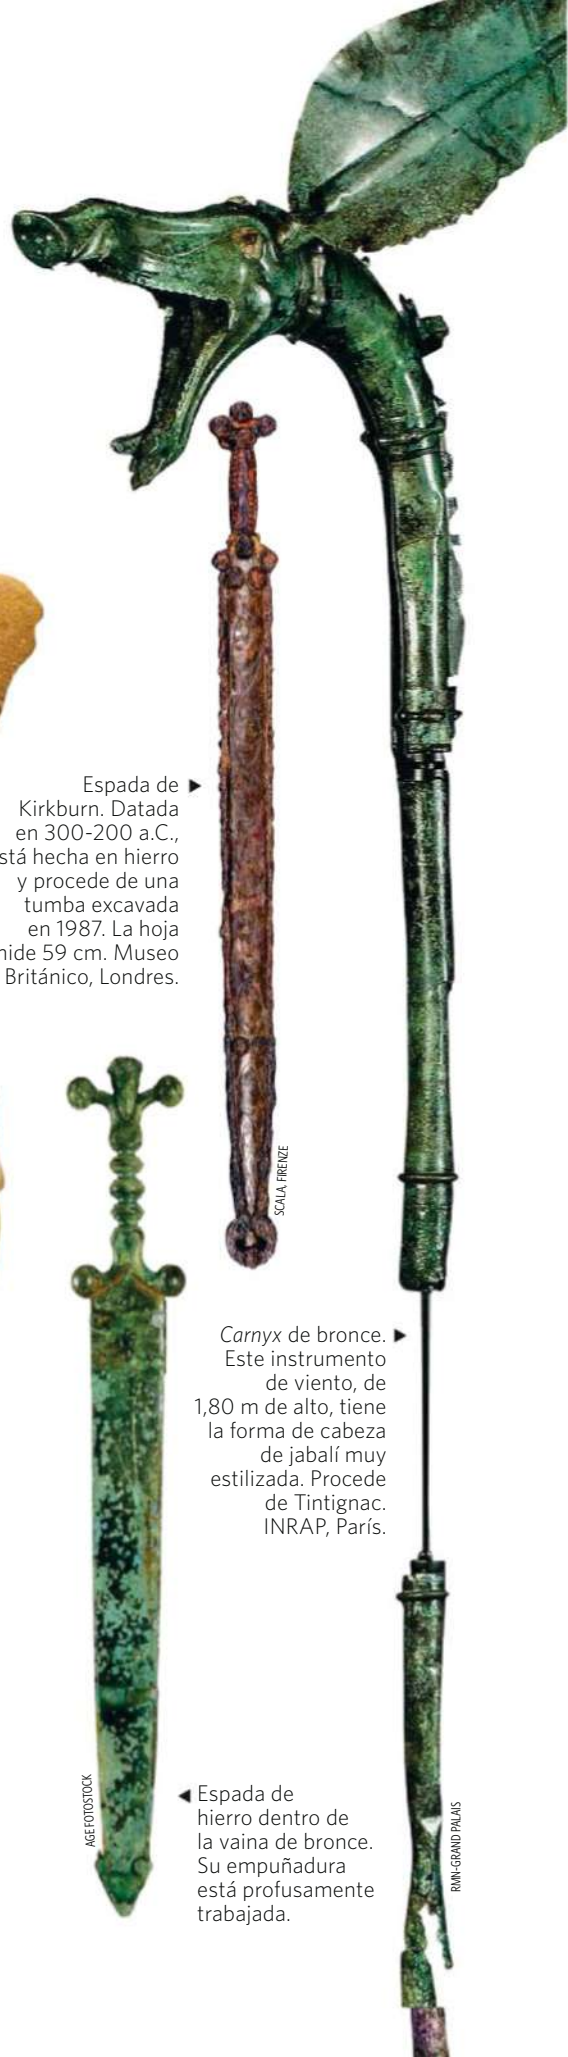 Espada de
Kirkburn. Datada
en 300-200 a.C.,
stá hecha en hierro
y procede de una
tumba excavada
en 1987. La hoja
mide 59 cm. Museo
Británico, Londres.
SCALA, FIRENZE
Carnyx de bronce.
Este instrumento
de viento, de
1,80 m de alto, tiene
la forma de cabeza
de jabalí muy
estilizada. Procede
de Tintignac.
INRAP, París.
AGE FOTOSTOCK
Espada de
hierro dentro de
la vaina de bronce.
Su empuñadura
está profusamente
trabajada.
RMN-GRAND PALAIS